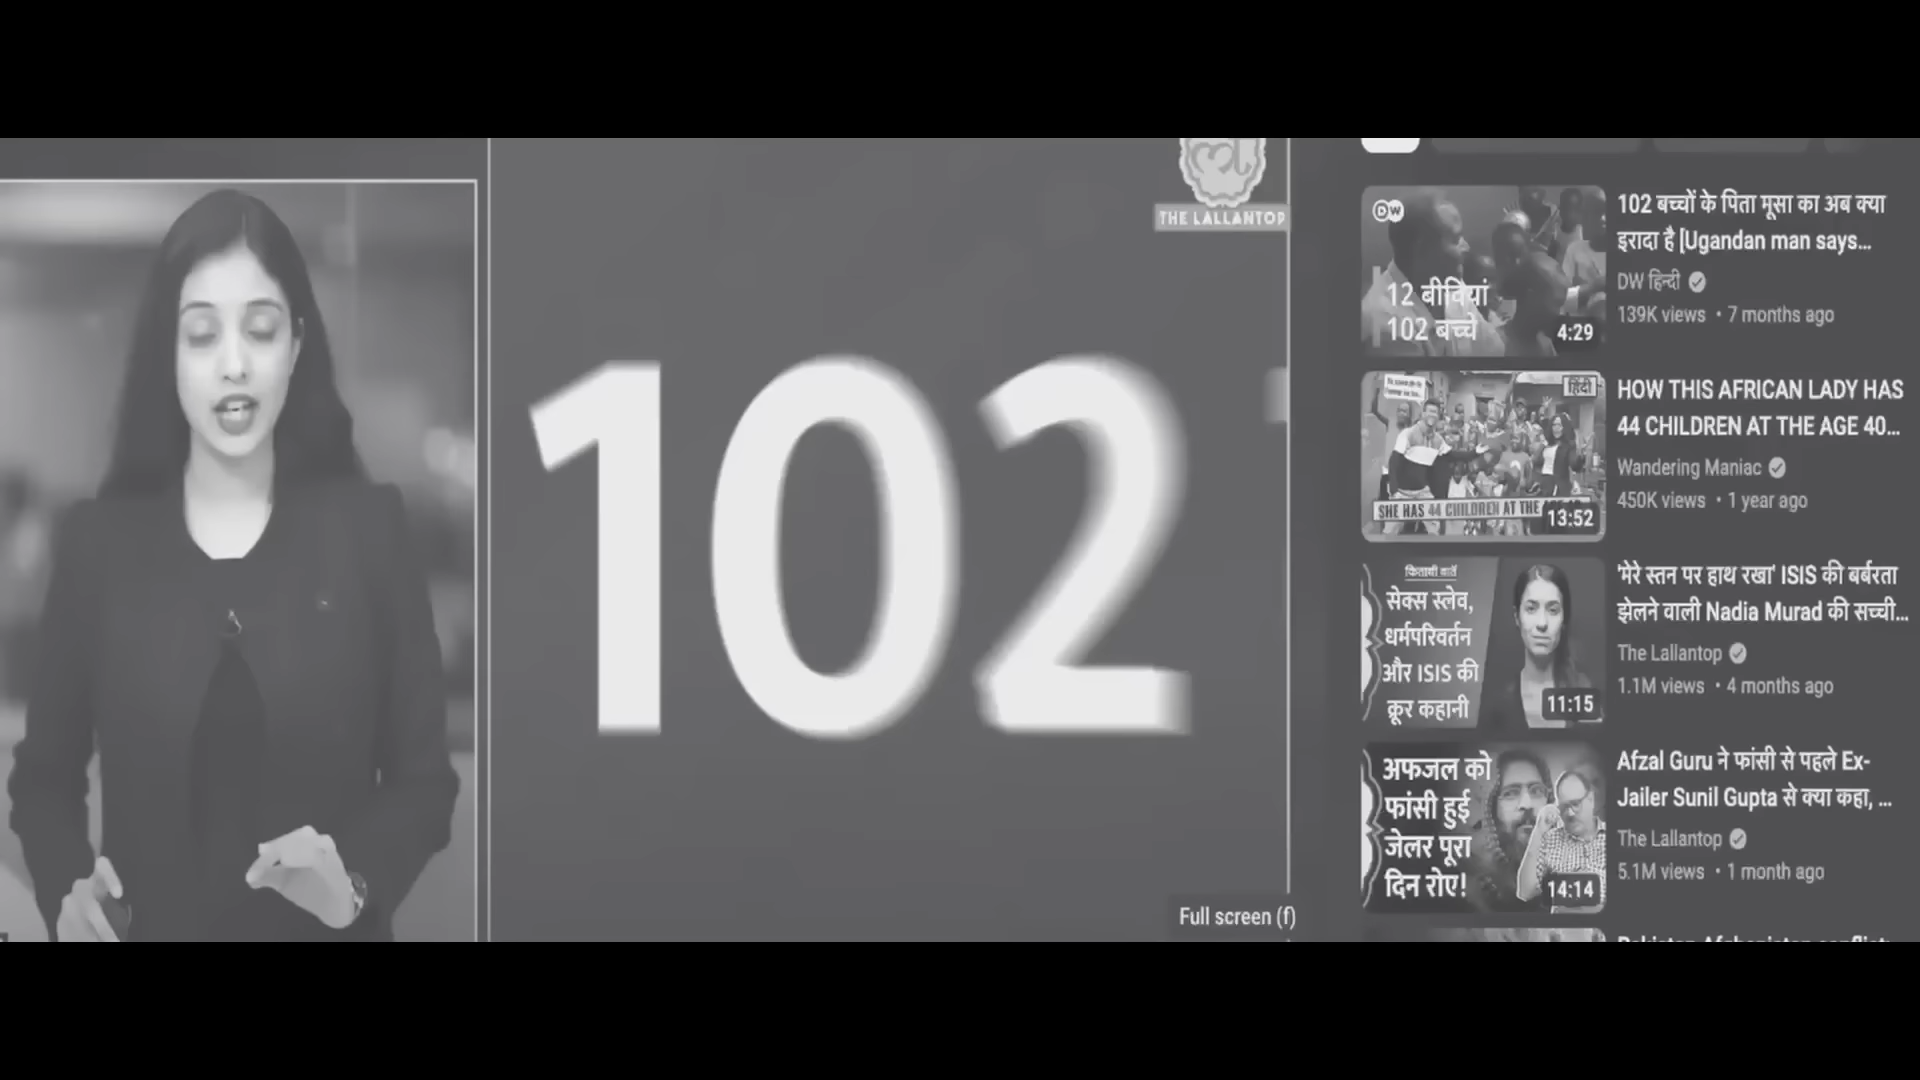 THE LALLANTOP
102
Full screen (f)
DW
12 बीवियां
102 बच्चे
4:29
102 बच्चों के पिता मूसा का अब क्या
इरादा है [Ugandan man says...
DW हिन्दी
139K views • 7 months ago
हिंदी
SHE HAS 44 CHILDREN AT THE
13:52
HOW THIS AFRICAN LADY HAS
44 CHILDREN AT THE AGE 40...
Wandering Maniac
450K views • 1 year ago
किताबी बातें
सेक्स स्लेव,
धर्मपरिवर्तन
और ISIS की
क्रूर कहानी
11:15
'मेरे स्तन पर हाथ रखा' ISIS की बर्बरता
झेलने वाली Nadia Murad की सच्ची...
The Lallantop
1.1M views • 4 months ago
अफजल को
फांसी हुई
जेलर पूरा
दिन रोए!
14:14
Afzal Guru ने फांसी से पहले Ex-
Jailer Sunil Gupta से क्या कहा, ...
The Lallantop
5.1M views • 1 month ago